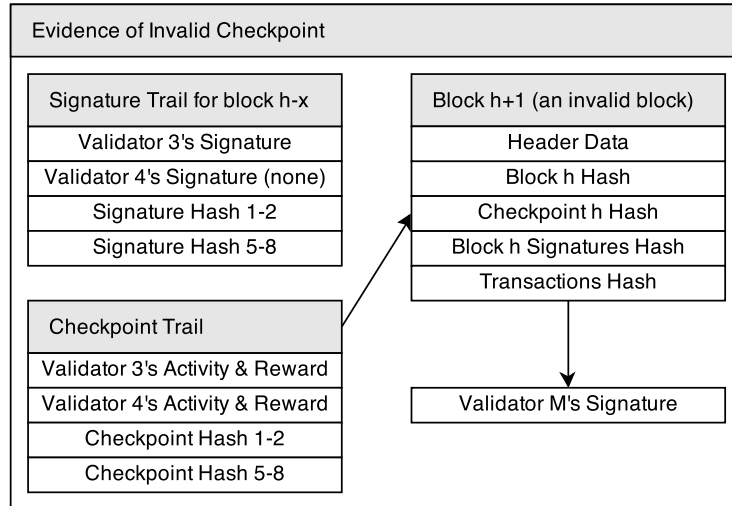 Evidence of Invalid Checkpoint
Signature Trail for block h-x
Validator 3's Signature
Validator 4's Signature (none)
Signature Hash 1-2
Signature Hash 5-8
Checkpoint Trail
Validator 3's Activity & Reward
Validator 4's Activity & Reward
Checkpoint Hash 1-2
Checkpoint Hash 5-8
Block h+1 (an invalid block)
Header Data
Block h Hash
Checkpoint h Hash
Block h Signatures Hash
Transactions Hash
Validator M's Signature